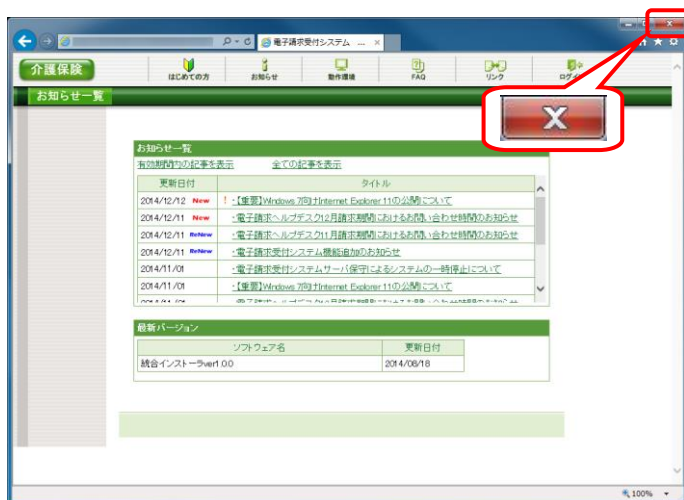 電子請求受付システム ... ×
介護保険
はじめての方 お知らせ 動作環境 FAQ リンク
お知らせ一覧
お知らせ一覧
有効期間内の記事を表示 全ての記事を表示
更新日付 タイトル
2014/12/12 New ! ・【重要】Windows 7向けInternet Explorer 11の公開について
2014/12/11 New ・電子請求ヘルプデスク12月請求期間におけるお問い合わせ時間のお知らせ
2014/12/11 ReNew ・電子請求ヘルプデスク11月請求期間におけるお問い合わせ時間のお知らせ
2014/12/11 ReNew ・電子請求受付システム機能追加のお知らせ
2014/11/01 ・電子請求受付システムサーバ保守によるシステムの一時停止について
2014/11/01 ・【重要】Windows 7向けInternet Explorer 11の公開について
最新バージョン
ソフトウェア名 更新日付
統合インストーラver1.0.0 2014/08/18
100%